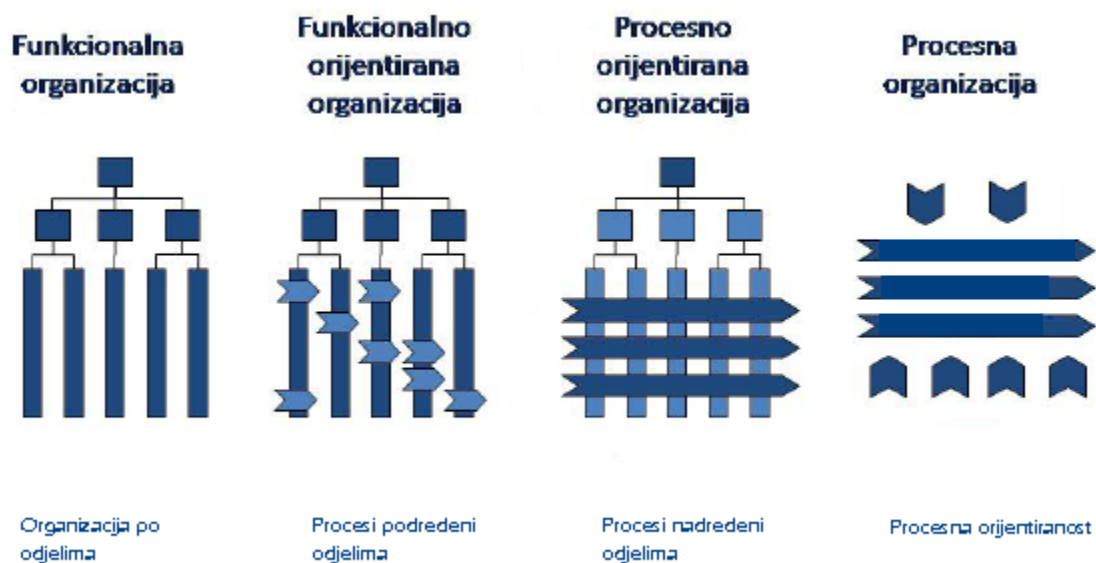 Funkcionalna
organizacija
Funkcionalno
orijentirana
organizacija
Procesno
orijentirana
organizacija
Procesna
organizacija
Organizacija po
odjelima
Procesi podređeni
odjelima
Procesi nadređeni
odjelima
Procesna orijentiranost